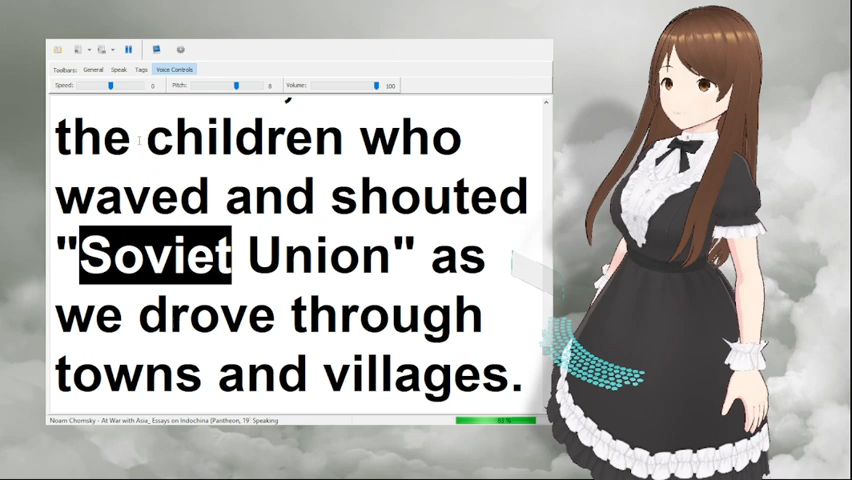 Toolbars: General Speak Tags Voice Controls
Speed: 0 Pitch: 8 Volume: 100
the children who
waved and shouted
"Soviet Union" as
we drove through
towns and villages.
Noam Chomsky - At War with Asia_ Essays on Indochina (Pantheon, 19 Speaking